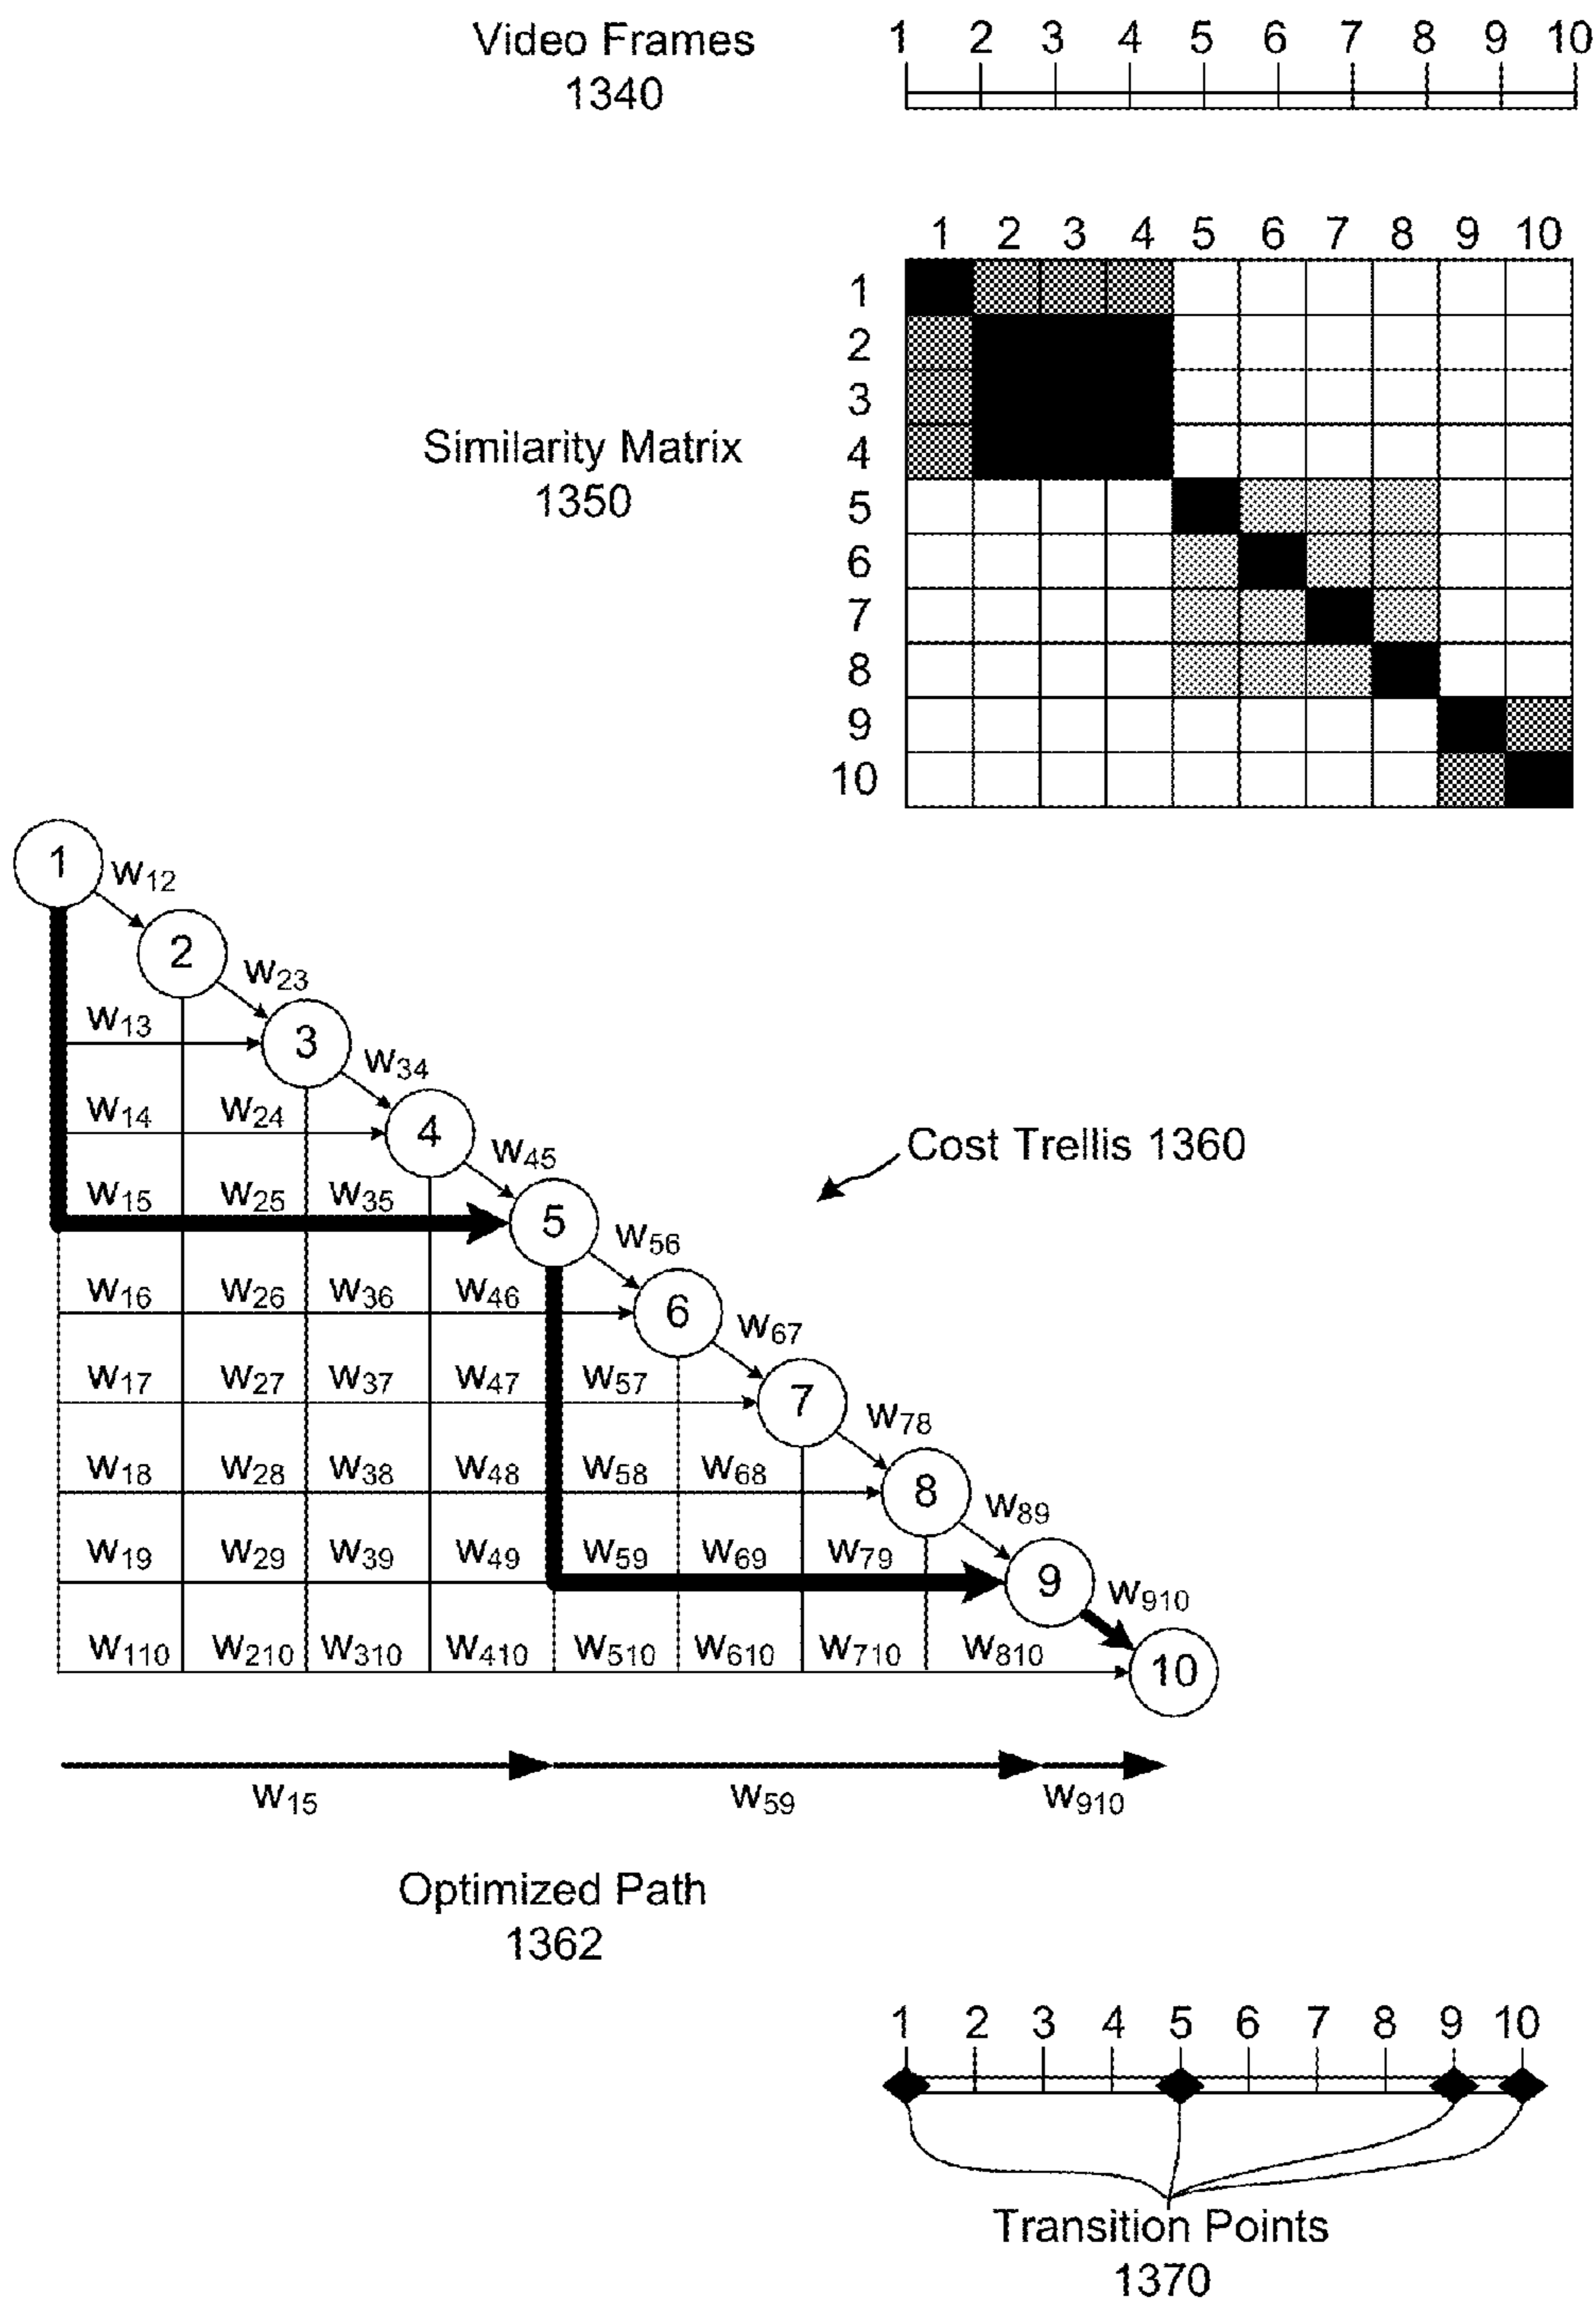 Video Frames
1340
1 2 3 4 5 6 7 8 9 10
1 2 3 4 5 6 7 8 9 10
1
2
3
4
5
6
7
8
9
10
Similarity Matrix
1350
1
w12
2
w23
w13
3
w34
w14 w24
4
w45
Cost Trellis 1360
w15 w25 w35
5
w56
w16 w26 w36 w46
6
w67
w17 w27 w37 w47 w57
7
w78
w18 w28 w38 w48 w58 w68
8
w89
w19 w29 w39 w49 w59 w69 w79
9
w910
w110 w210 w310 w410 w510 w610 w710 w810
10
w15 w59 w910
Optimized Path
1362
1 2 3 4 5 6 7 8 9 10
Transition Points
1370